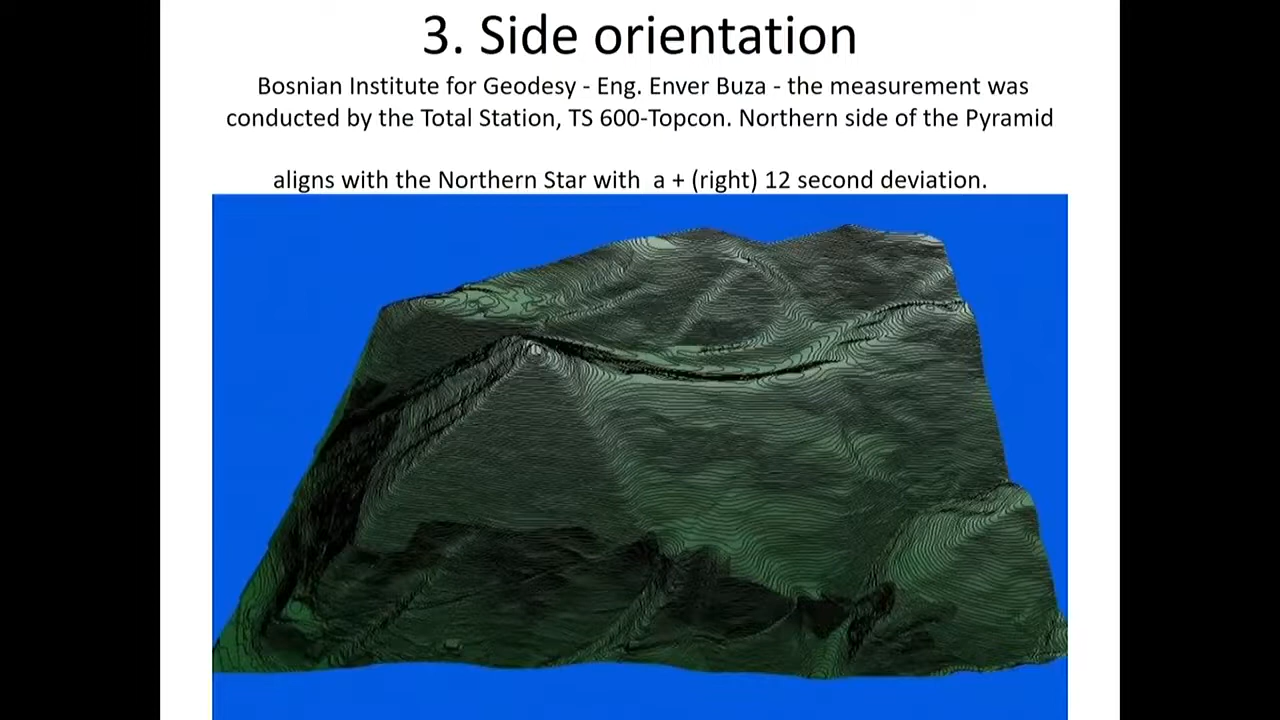 3. Side orientation
Bosnian Institute for Geodesy - Eng. Enver Buza - the measurement was
conducted by the Total Station, TS 600-Topcon. Northern side of the Pyramid
aligns with the Northern Star with  a + (right) 12 second deviation.